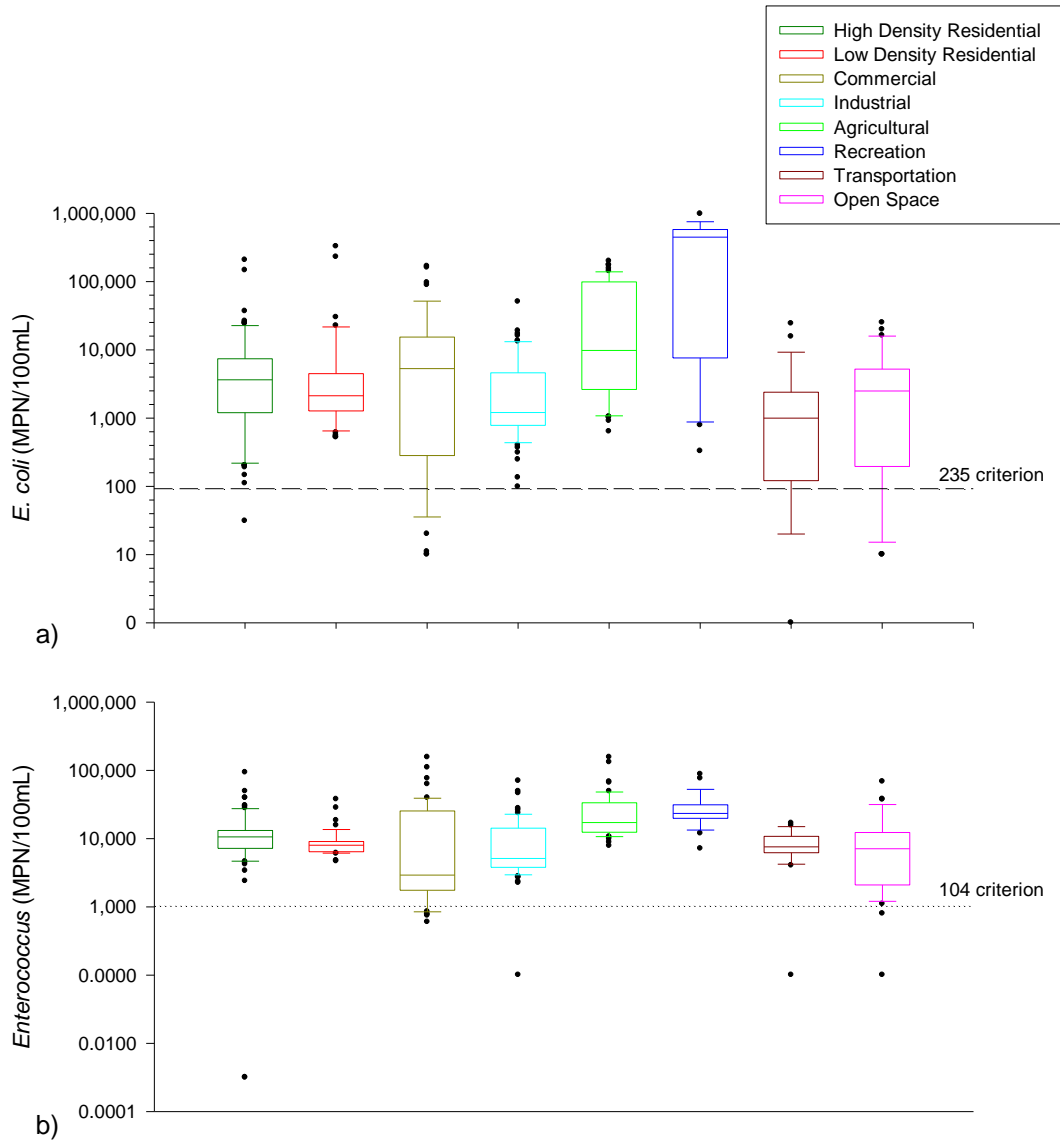 High Density Residential
Low Density Residential
Commercial
Industrial
Agricultural
Recreation
Transportation
Open Space
E. coli (MPN/100mL)
1,000,000
100,000
10,000
1,000
100
10
0
235 criterion
a)
Enterococcus (MPN/100mL)
1,000,000
100,000
10,000
1,000
0.0000
0.0100
0.0001
104 criterion
b)